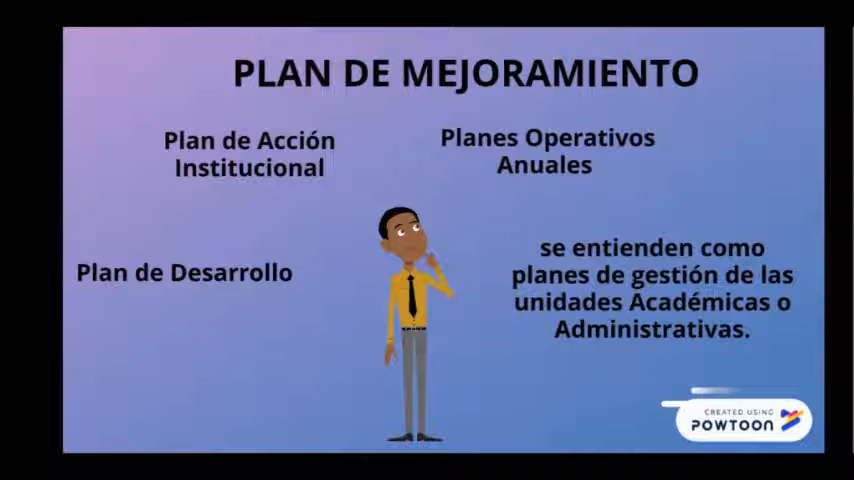 PLAN DE MEJORAMIENTO
Plan de Acción
Institucional
Planes Operativos
Anuales
Plan de Desarrollo
se entienden como
planes de gestión de las
unidades Académicas o
Administrativas.
CREATED USING
POWTOON